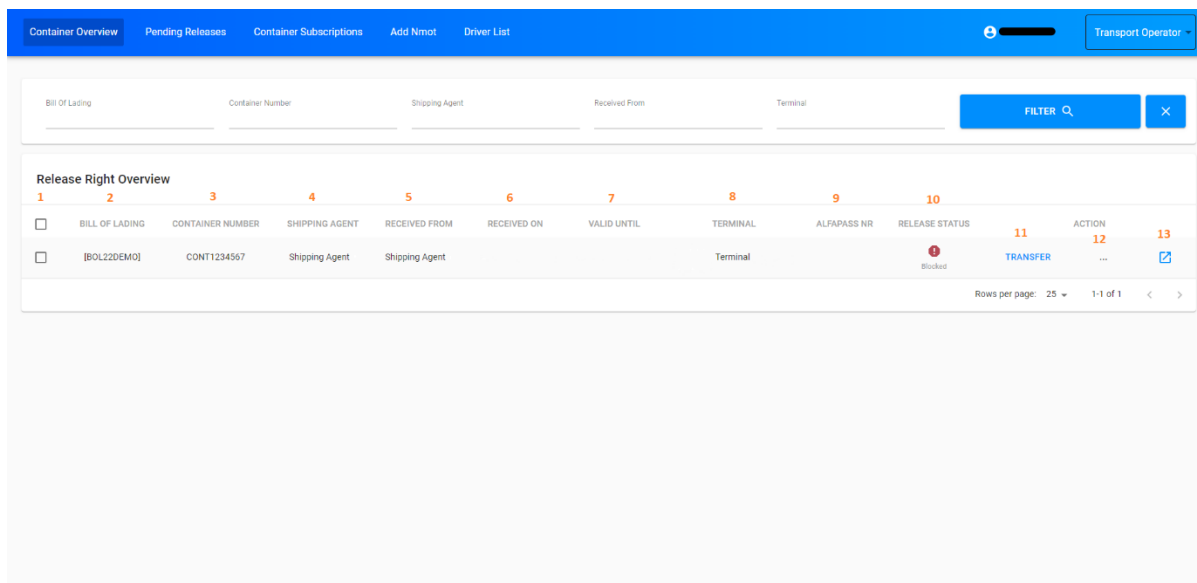 Container Overview Pending Releases Container Subscriptions Add Nmot Driver List Transport Operator
Bill Of Lading Container Number Shipping Agent Received From Terminal
FILTER
Release Right Overview
1 2 3 4 5 6 7 8 9 10
BILL OF LADING CONTAINER NUMBER SHIPPING AGENT RECEIVED FROM RECEIVED ON VALID UNTIL TERMINAL ALFAPASS NR RELEASE STATUS ACTION
11 12 13
[BOL22DEMO] CONT1234567 Shipping Agent Shipping Agent Terminal TRANSFER ...
Blocked
Rows per page: 25 1-1 of 1